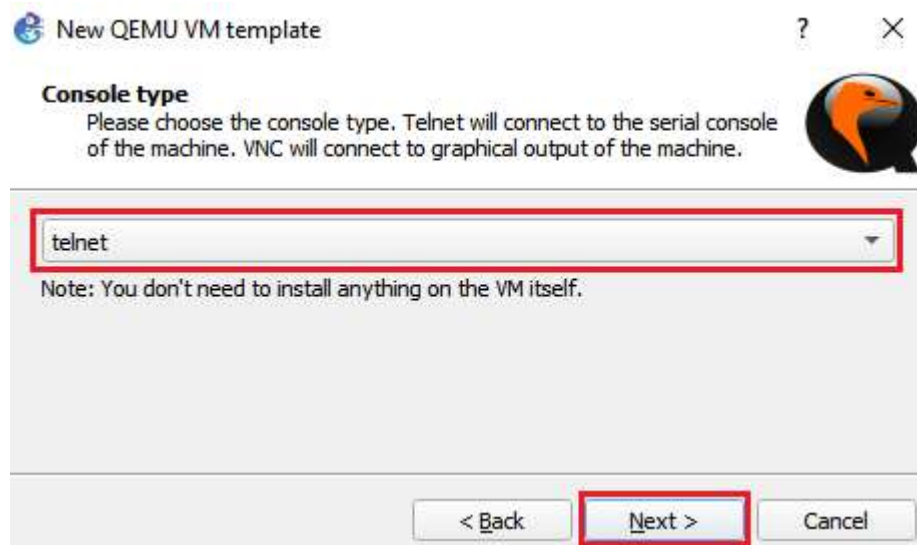 New QEMU VM template
?
Console type
Please choose the console type. Telnet will connect to the serial console
of the machine. VNC will connect to graphical output of the machine.
telnet
Note: You don't need to install anything on the VM itself.
< Back
Next >
Cancel